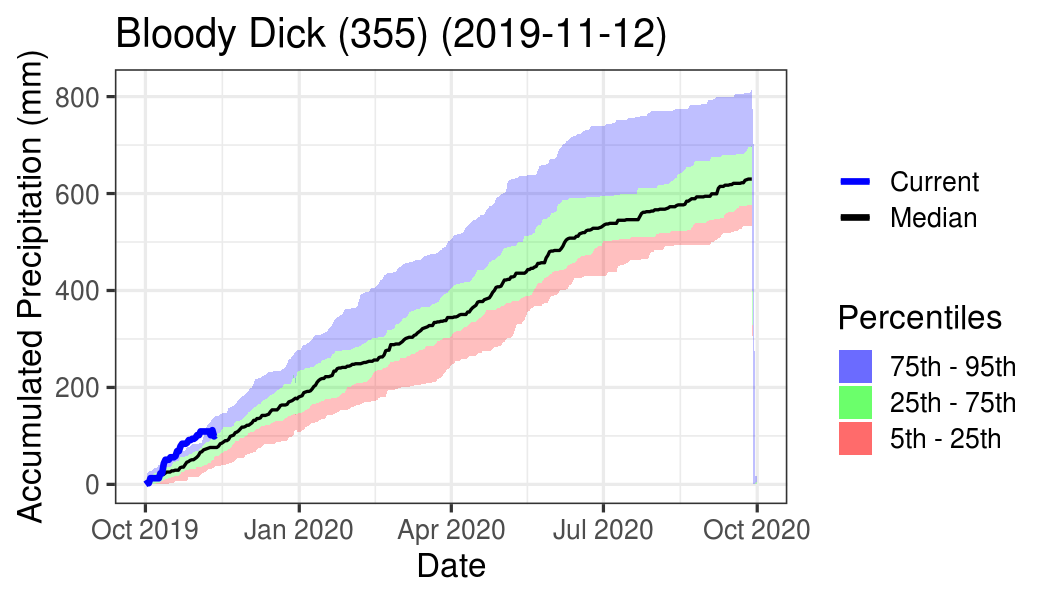 Bloody Dick (355) (2019-11-12)
Accumulated Precipitation (mm)
800
600
400
200
0
Oct 2019
Jan 2020
Apr 2020
Jul 2020
Oct 2020
Date
Current
Median
Percentiles
75th - 95th
25th - 75th
5th - 25th